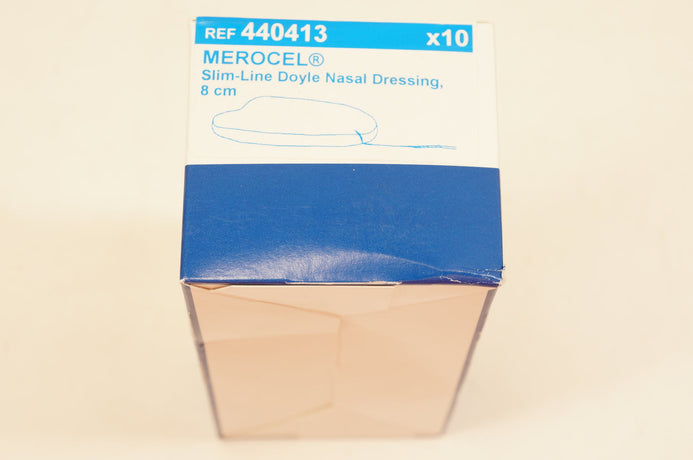 REF 440413 x10
MEROCEL®
Slim-Line Doyle Nasal Dressing,
8 cm